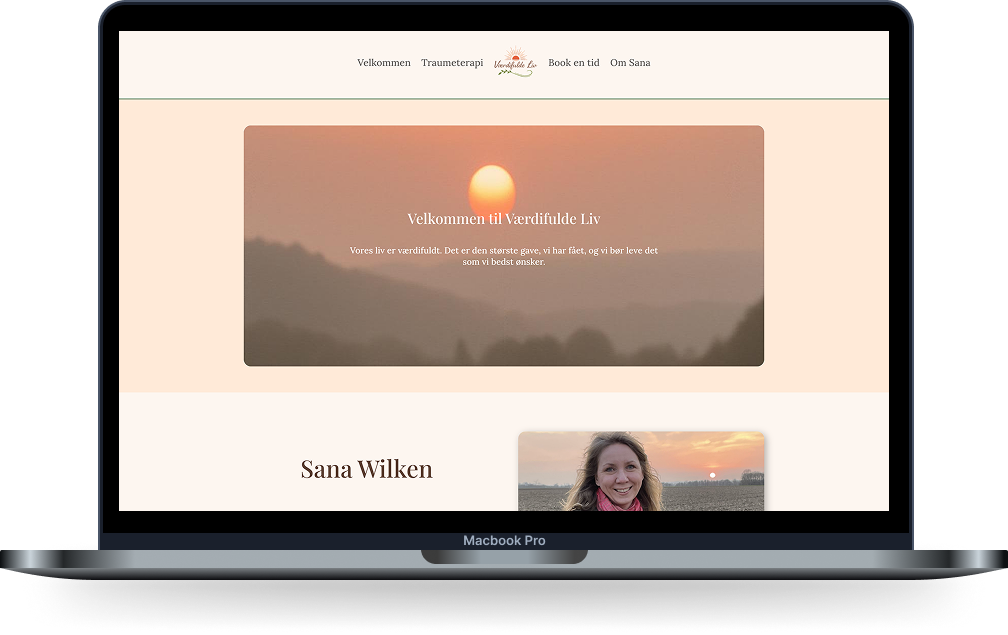 Velkommen Traumeterapi Værdifulde Liv Book en tid Om Sana
Velkommen til Værdifulde Liv
Vores liv er værdifuldt. Det er den største gave, vi har fået, og vi bør leve det
som vi bedst ønsker.
Sana Wilken
Macbook Pro